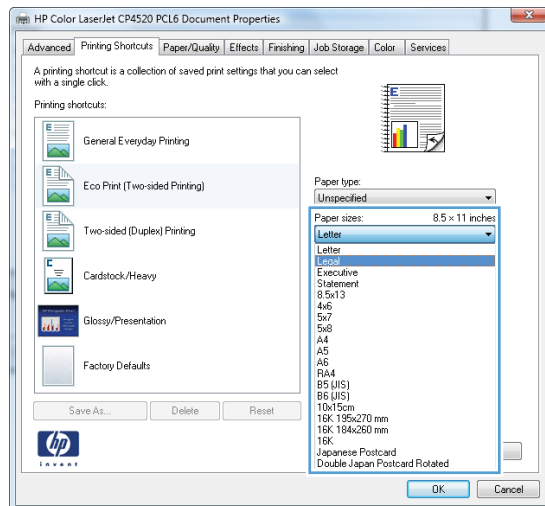 HP Color LaserJet CP4520 PCL6 Document Properties
Advanced Printing Shortcuts Paper/Quality Effects Finishing Job Storage Color Services
A printing shortcut is a collection of saved print settings that you can select
with a single click.
Printing shortcuts:
General Everyday Printing
Eco Print (Two-sided Printing)
Two-sided (Duplex) Printing
Cardstock/Heavy
Glossy/Presentation
Factory Defaults
Save As... Delete Reset
hp
invent
E
Paper type:
Unspecified
Paper sizes: 8.5 × 11 inches
Letter
Letter
Legal
Executive
Statement
8.5x13
4x6
5x7
5x8
A4
A5
A6
RA4
B5 (JIS)
B6 (JIS)
10x15cm
16K 195x270 mm
16K 184x260 mm
16K
Japanese Postcard
Double Japan Postcard Rotated
OK Cancel